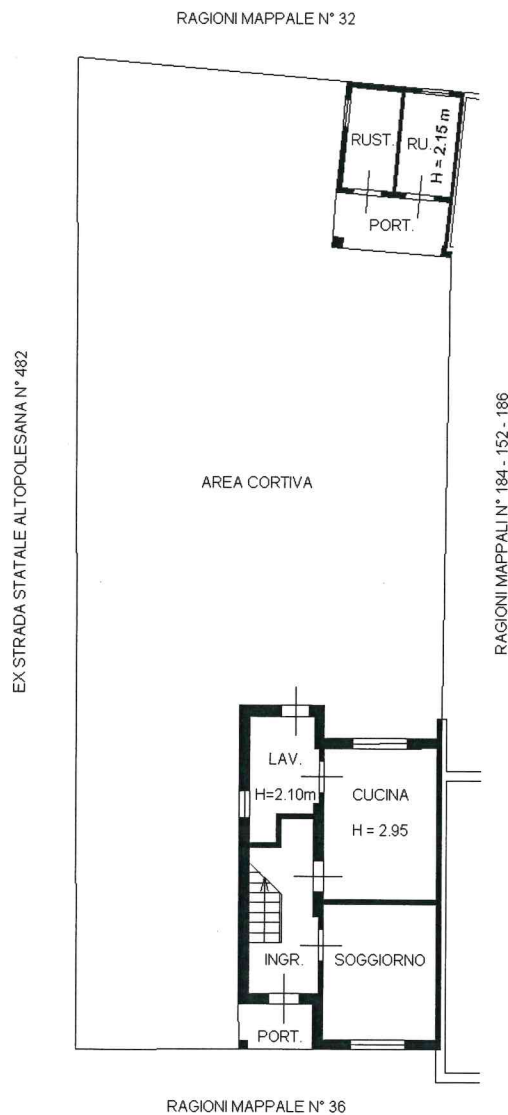 RAGIONI MAPPALE N° 32
RUST.
RU.
H = 2.15 m
PORT.
EX STRADA STATALE ALTOPOLESANA N° 482
AREA CORTIVA
RAGIONI MAPPALI N° 184 - 152 - 186
LAV.
H=2.10m
CUCINA
H = 2.95
INGR.
SOGGIORNO
PORT.
RAGIONI MAPPALE N° 36